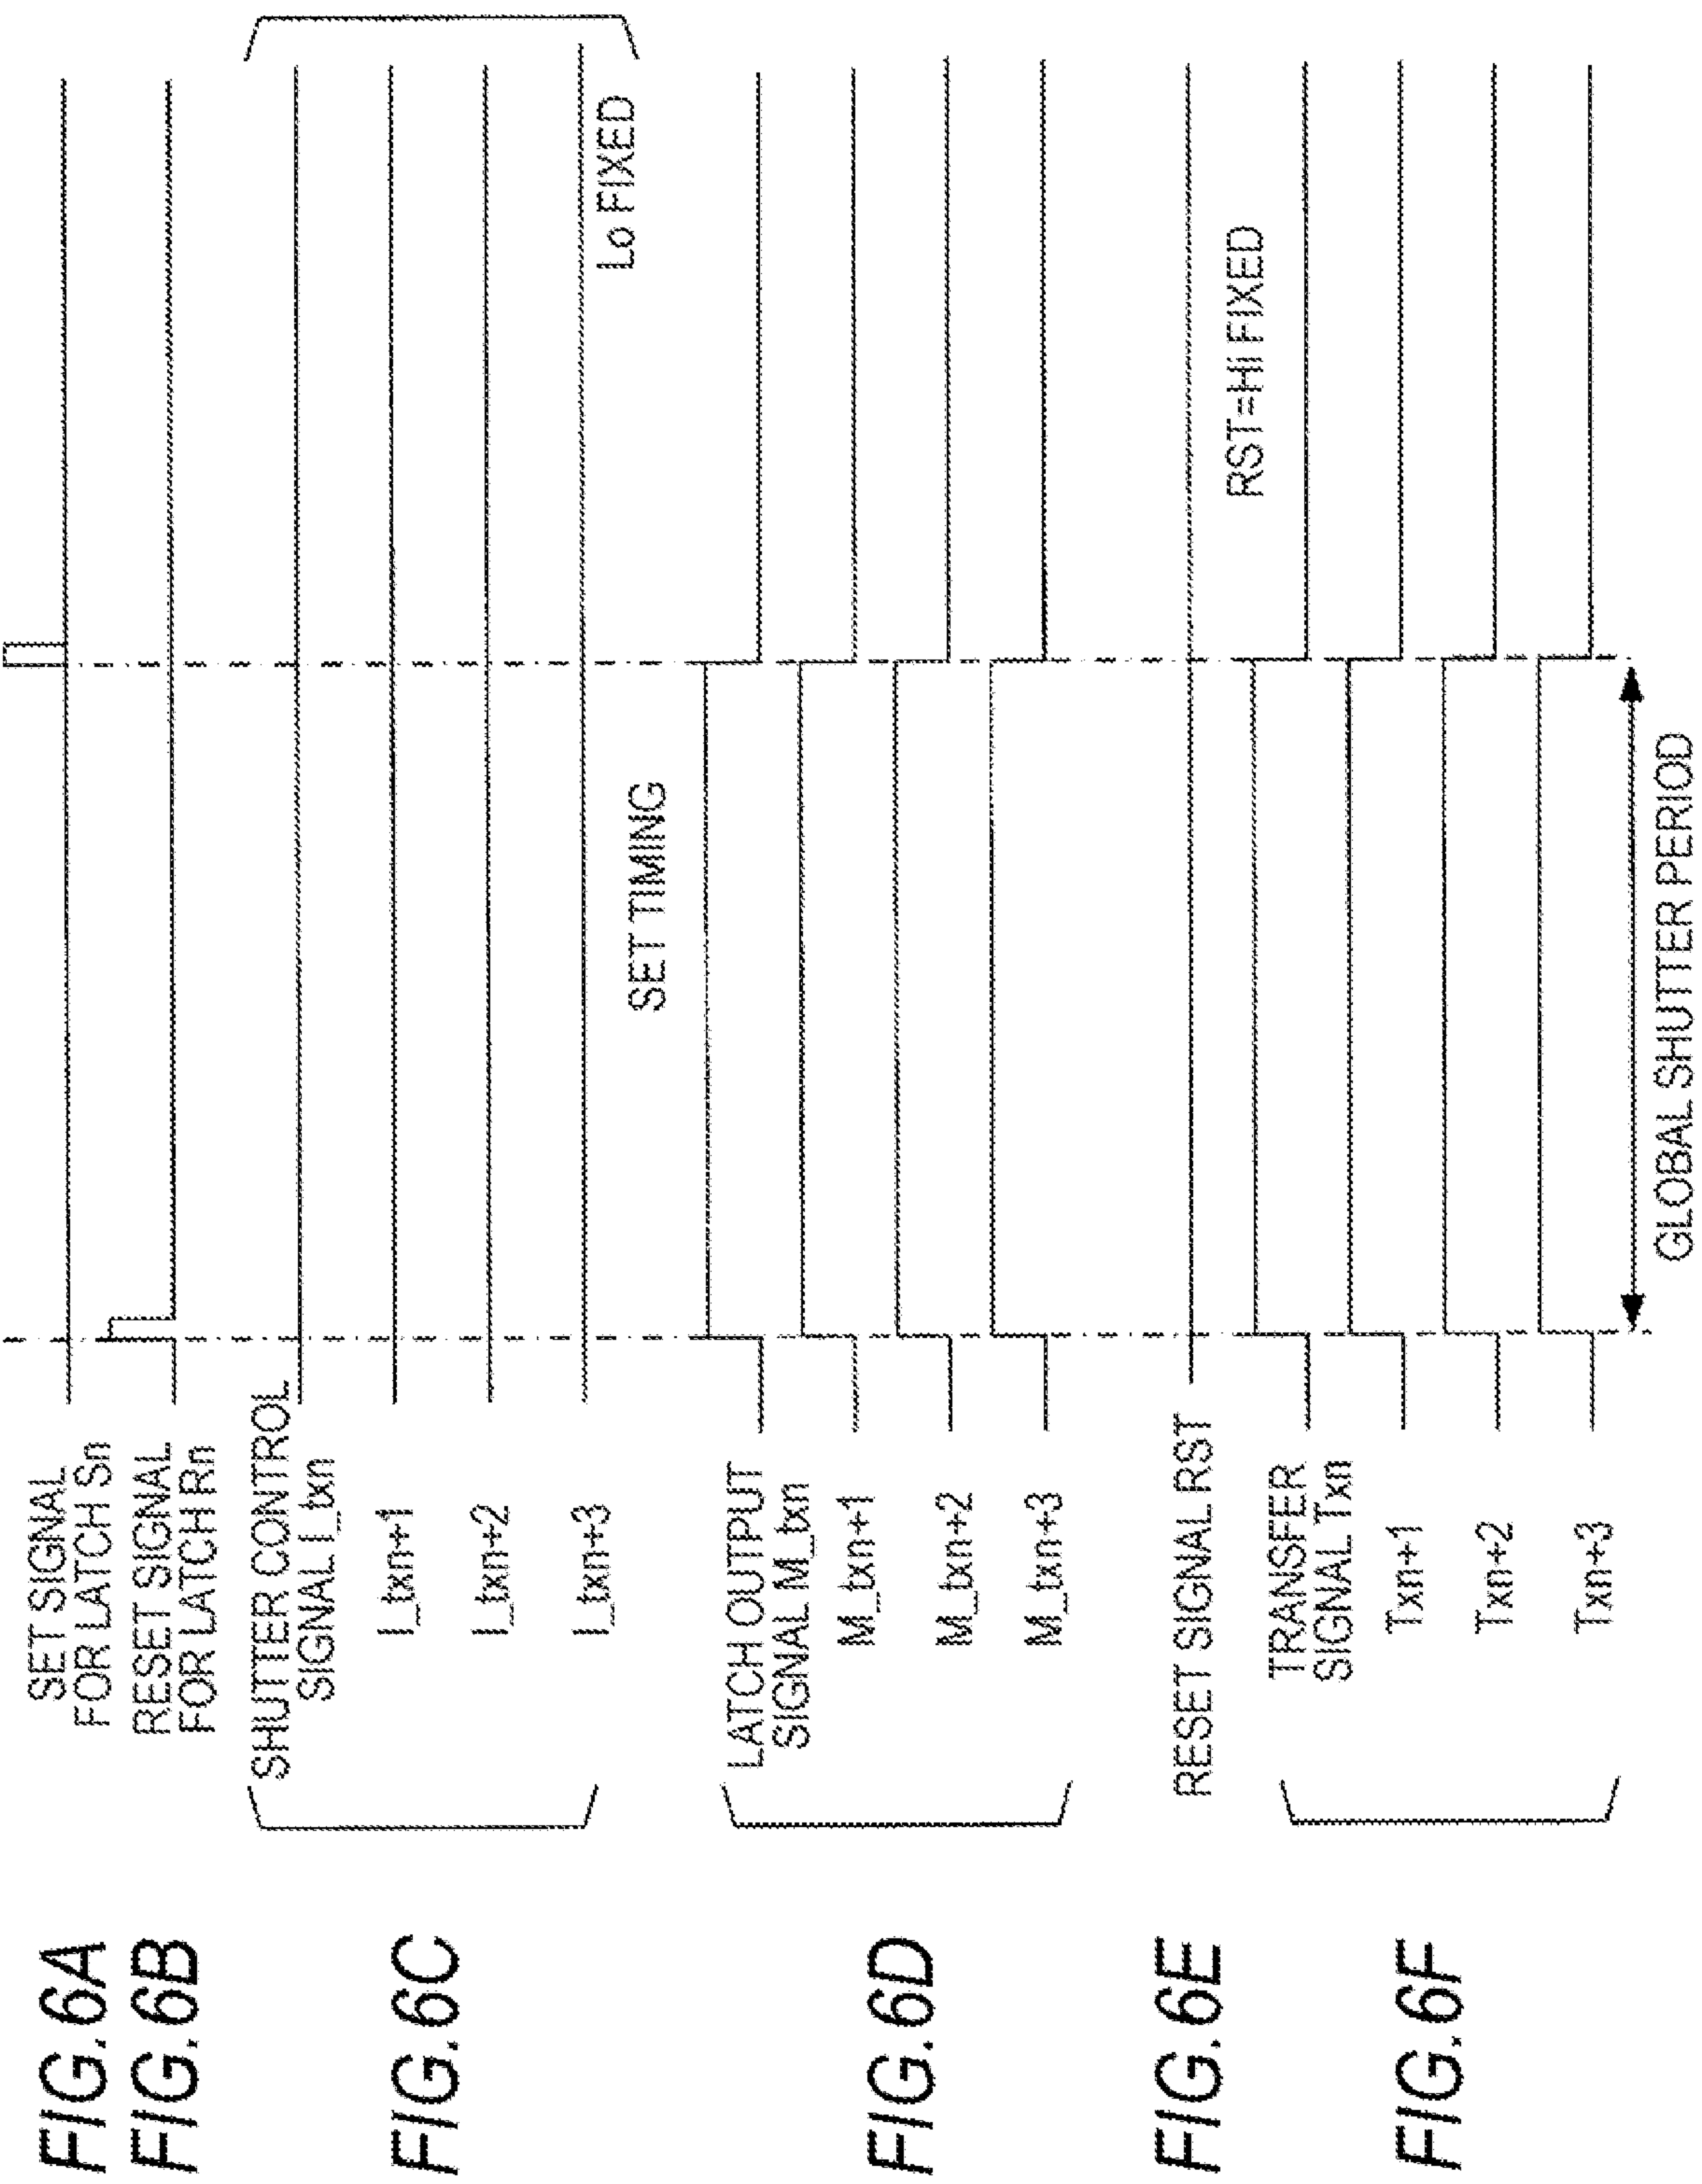 FIG.6A
SET SIGNAL
FOR LATCH Sn
FIG.6B
RESET SIGNAL
FOR LATCH Rn
FIG.6C
SHUTTER CONTROL
SIGNAL I_txn
I_txn+1
I_txn+2
I_txn+3
Lo FIXED
SET TIMING
FIG.6D
LATCH OUTPUT
SIGNAL M_txn
M_txn+1
M_txn+2
M_txn+3
FIG.6E
RESET SIGNAL RST
RST=Hi FIXED
FIG.6F
TRANSFER
SIGNAL Txn
Txn+1
Txn+2
Txn+3
GLOBAL SHUTTER PERIOD